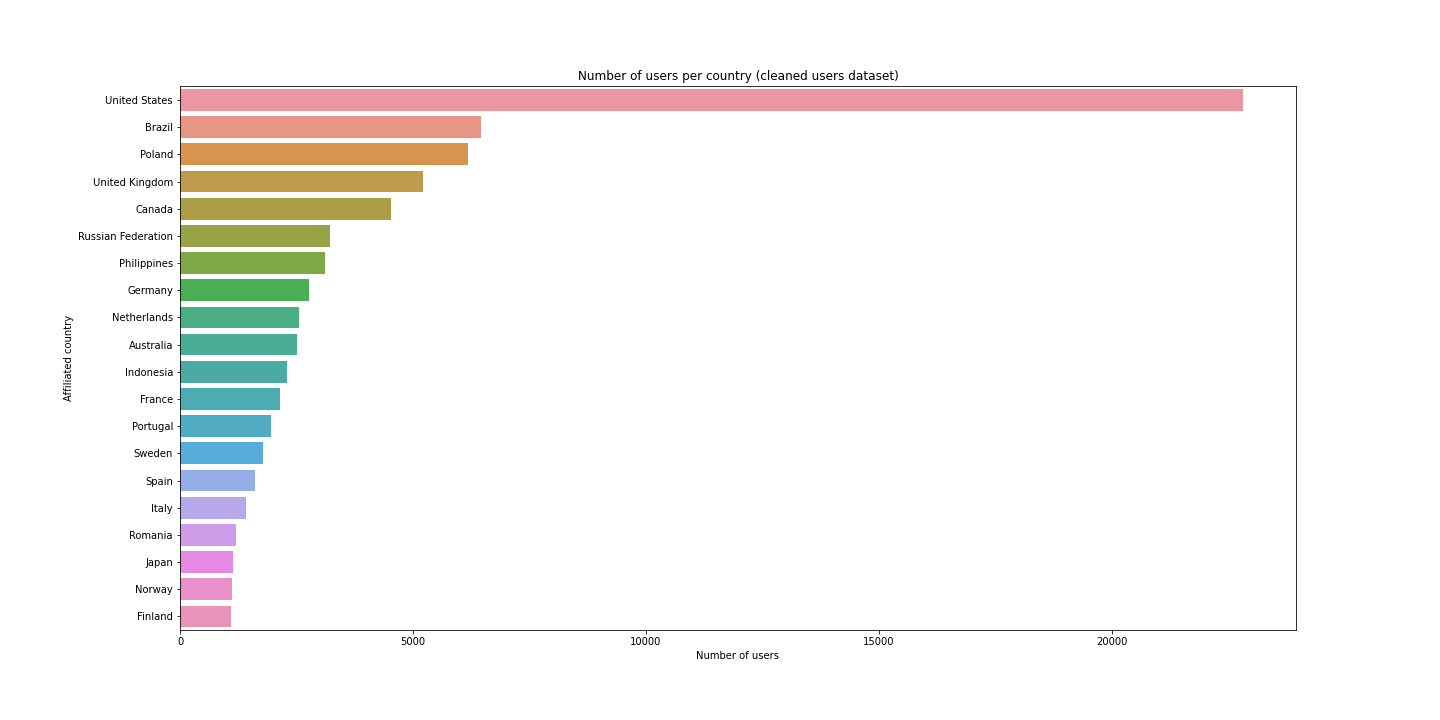 Number of users per country (cleaned users dataset)
United States
Brazil
Poland
United Kingdom
Canada
Russian Federation
Philippines
Germany
Netherlands
Australia
Indonesia
France
Portugal
Sweden
Spain
Italy
Romania
Japan
Norway
Finland
Affiliated country
0 5000 10000 15000 20000
Number of users